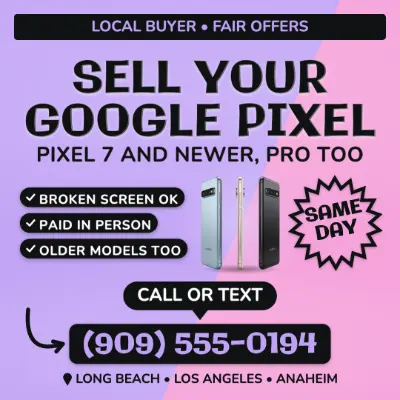 LOCAL BUYER • FAIR OFFERS
SELL YOUR
GOOGLE PIXEL
PIXEL 7 AND NEWER, PRO TOO
BROKEN SCREEN OK
PAID IN PERSON
OLDER MODELS TOO
SAME
DAY
CALL OR TEXT
(909) 555-0194
LONG BEACH • LOS ANGELES • ANAHEIM